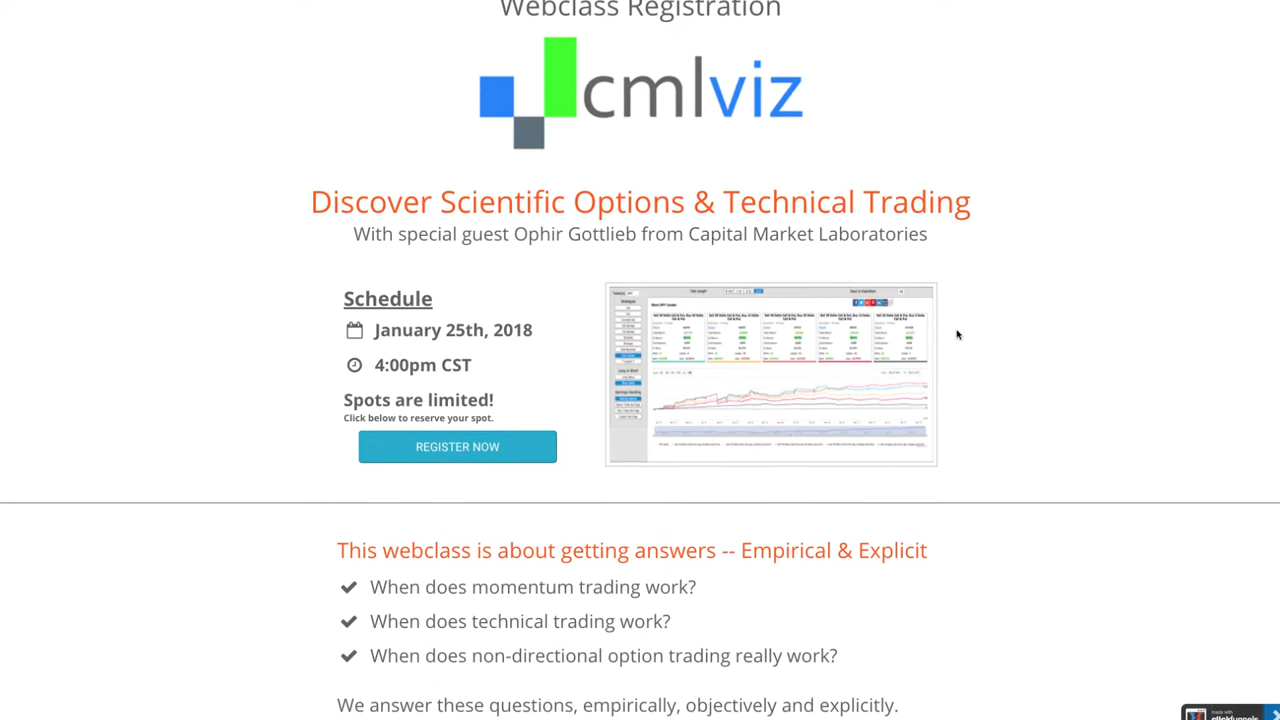 Webclass Registration
cmlviz
Discover Scientific Options & Technical Trading
With special guest Ophir Gottlieb from Capital Market Laboratories
Schedule
January 25th, 2018
4:00pm CST
Spots are limited!
Click below to reserve your spot.
REGISTER NOW
This webclass is about getting answers -- Empirical & Explicit
When does momentum trading work?
When does technical trading work?
When does non-directional option trading really work?
We answer these questions, empirically, objectively and explicitly.
made with
clickfunnels